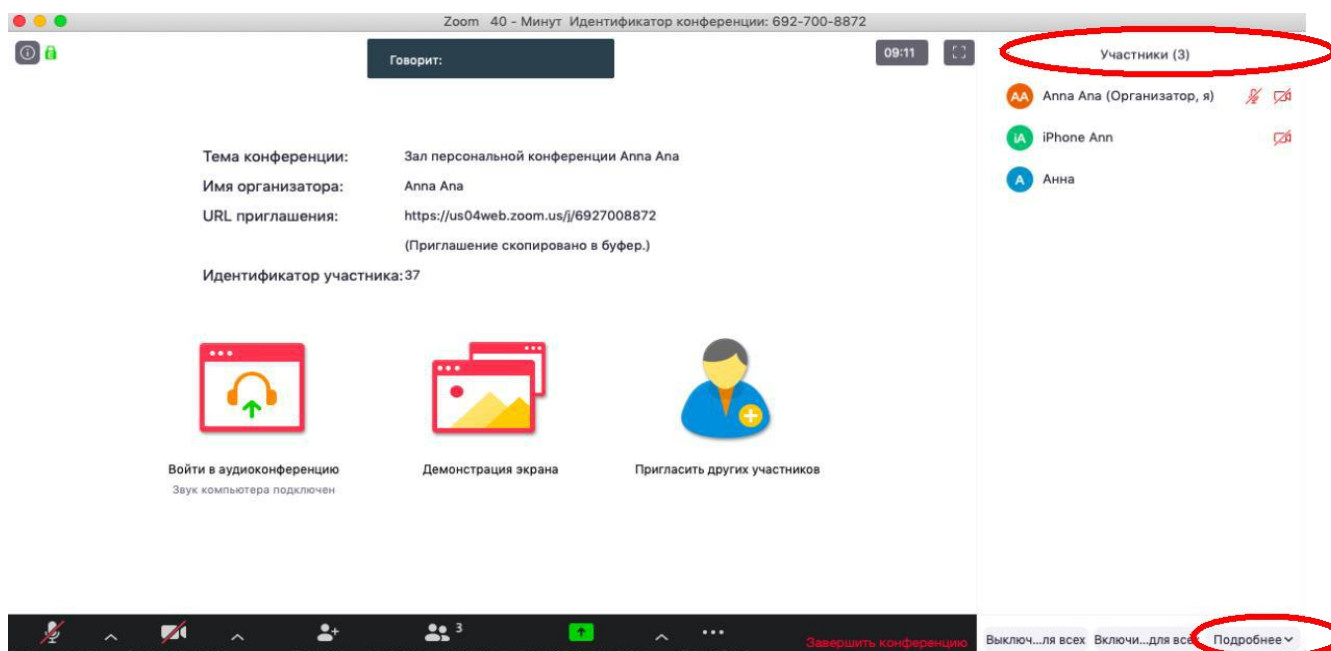 Zoom 40 - Минут Идентификатор конференции: 692-700-8872
Говорит:
09:11
Участники (3)
AA Anna Ana (Организатор, я)
iA iPhone Ann
А Анна
Тема конференции: Зал персональной конференции Anna Ana
Имя организатора: Anna Ana
URL приглашения: https://us04web.zoom.us/j/6927008872
(Приглашение скопировано в буфер.)
Идентификатор участника: 37
Войти в аудиоконференцию
Звук компьютера подключен
Демонстрация экрана
Пригласить других участников
3
Завершить конференцию
Выключ...ля всех Включи...для всех Подробнее